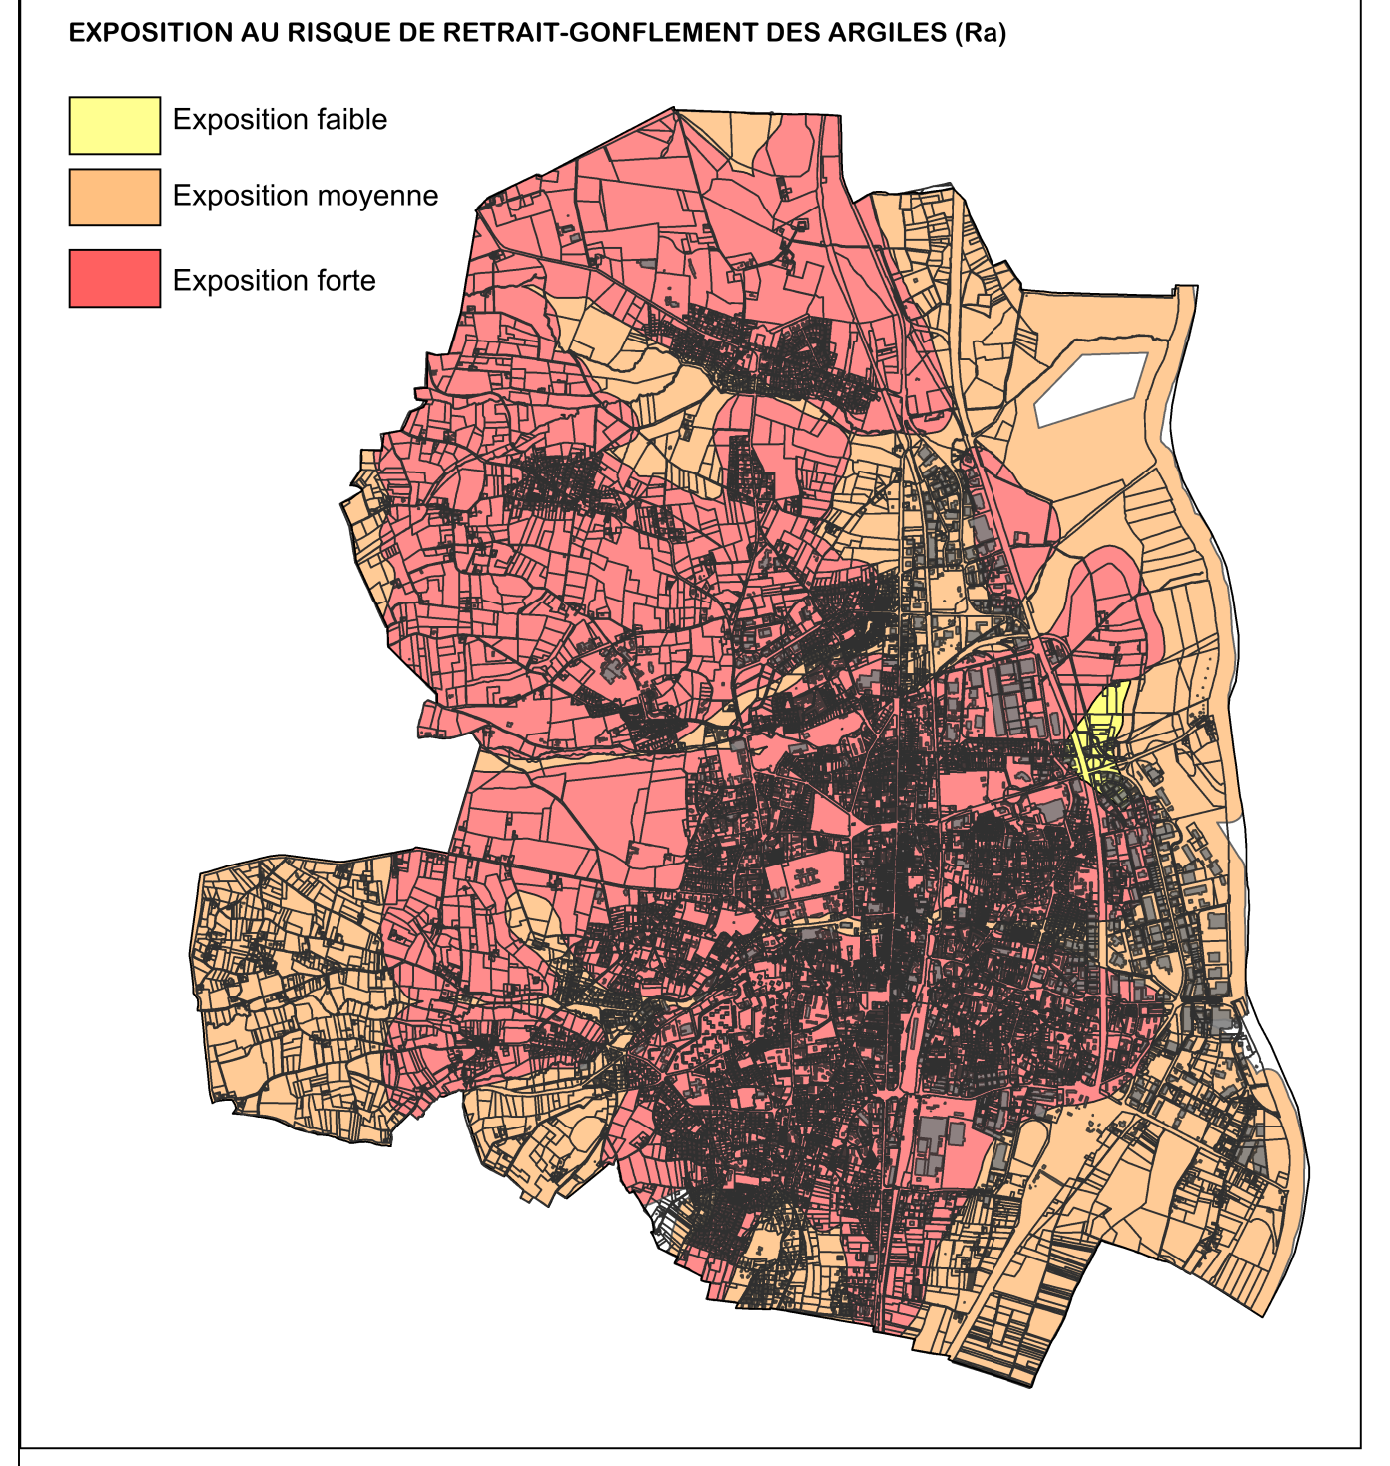 EXPOSITION AU RISQUE DE RETRAIT-GONFLEMENT DES ARGILES (Ra)
Exposition faible
Exposition moyenne
Exposition forte